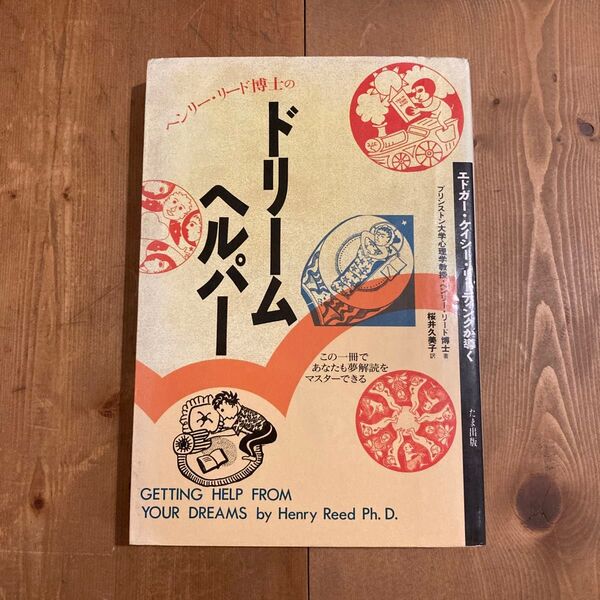 ヘンリー・リード博士の
ドリーム
ヘルパー
エドガー・ケイシー・リーディングが導く
プリンストン大学心理学教授・ヘンリー・リード博士 著
桜井久美子 訳
たま出版
この一冊で
あなたも夢解読を
マスターできる
GETTING HELP FROM
YOUR DREAMS by Henry Reed Ph. D.